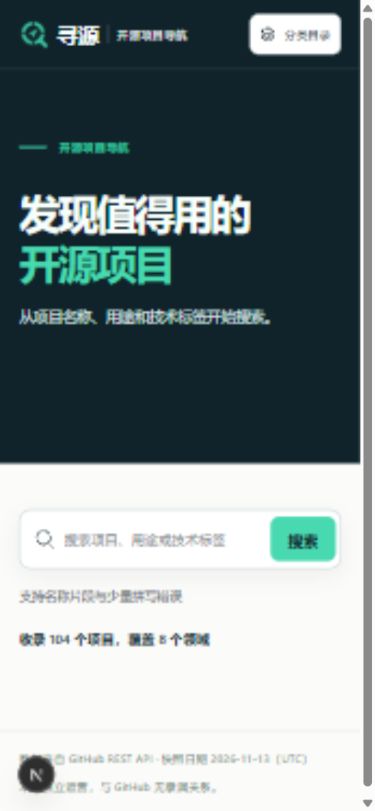 寻源 开源项目导航 分类目录
开源项目导航
发现值得用的
开源项目
从项目名称、用途和技术标签开始搜索。
搜索项目、用途或技术标签 搜索
支持名称片段与少量拼写错误
收录 104 个项目，覆盖 8 个领域
自 GitHub REST API · 快照日期 2026-11-13（UTC）
N
立运营，与 GitHub 无隶属关系。